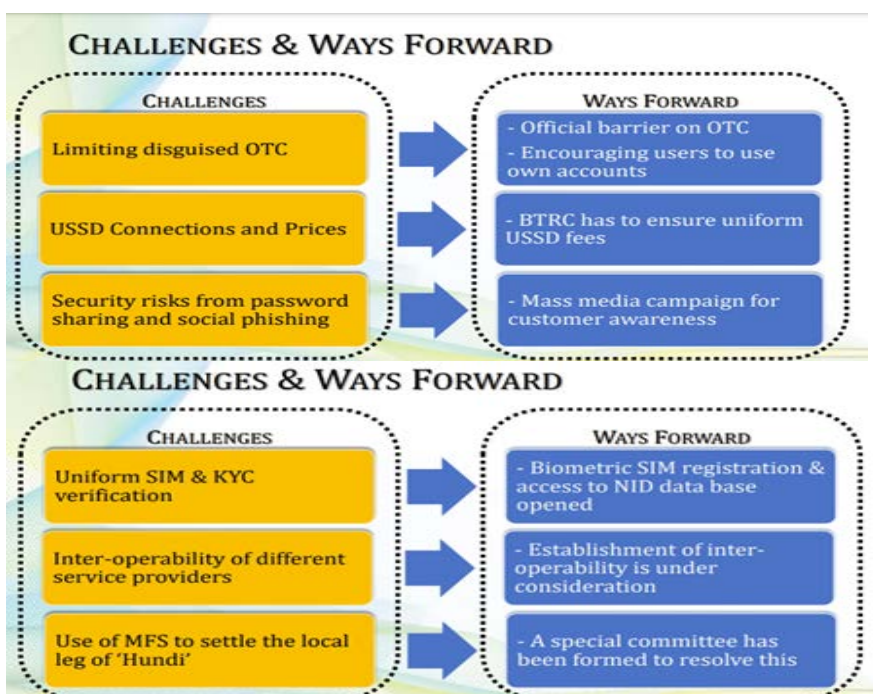 CHALLENGES & WAYS FORWARD
CHALLENGES
Limiting disguised OTC
USSD Connections and Prices
Security risks from password
sharing and social phishing
WAYS FORWARD
- Official barrier on OTC
- Encouraging users to use
own accounts
- BTRC has to ensure uniform
USSD fees
- Mass media campaign for
customer awareness
CHALLENGES & WAYS FORWARD
CHALLENGES
Uniform SIM & KYC
verification
Inter-operability of different
service providers
Use of MFS to settle the local
leg of ‘Hundi’
WAYS FORWARD
- Biometric SIM registration &
access to NID data base
opened
- Establishment of inter-
operability is under
consideration
- A special committee has
been formed to resolve this